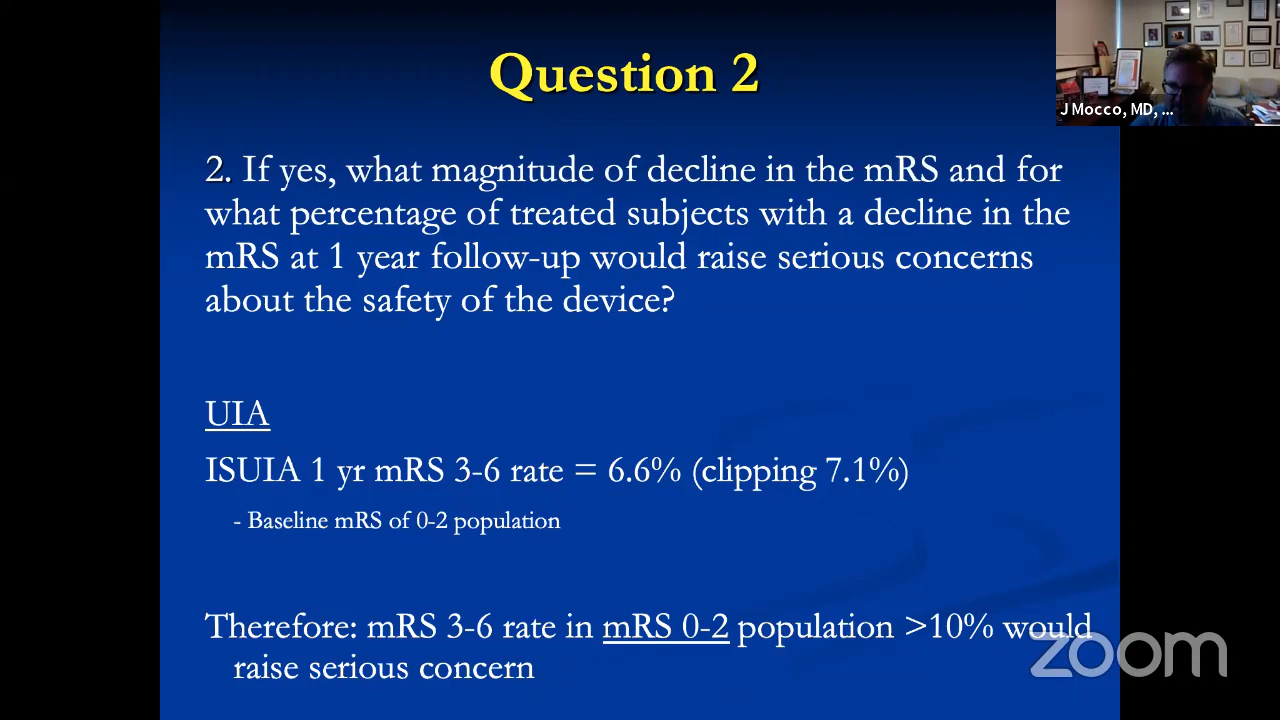 Question 2
J Mocco, MD, ...
2. If yes, what magnitude of decline in the mRS and for
what percentage of treated subjects with a decline in the
mRS at 1 year follow-up would raise serious concerns
about the safety of the device?
UIA
ISUIA 1 yr mRS 3-6 rate = 6.6% (clipping 7.1%)
- Baseline mRS of 0-2 population
Therefore: mRS 3-6 rate in mRS 0-2 population >10% would
raise serious concern
zoom